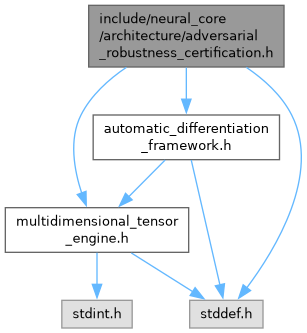 include/neural_core
/architecture/adversarial
_robustness_certification.h
automatic_differentiation
_framework.h
multidimensional_tensor
_engine.h
stdint.h
stddef.h